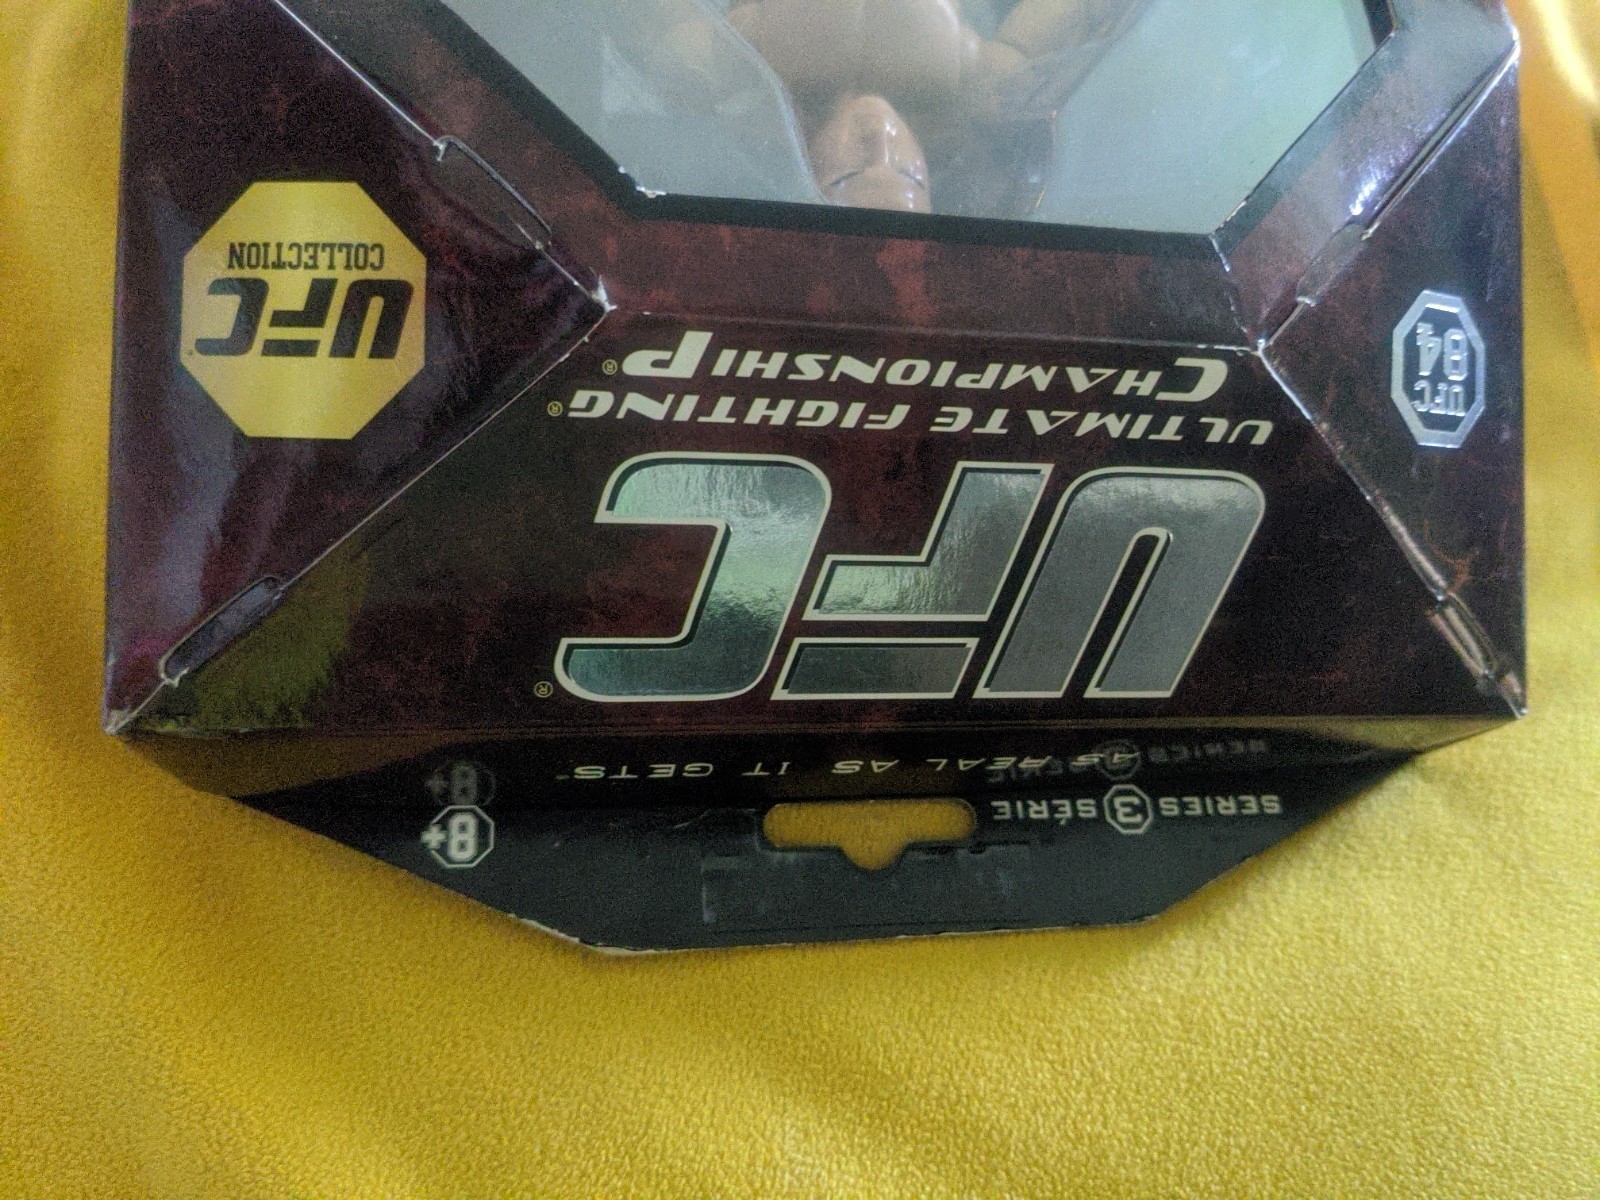 SERIES 3 SÉRIE
8+
AS REAL AS IT GETS
UFC®
ULTIMATE FIGHTING®
CHAMPIONSHIP®
UFC
84
UFC
COLLECTION